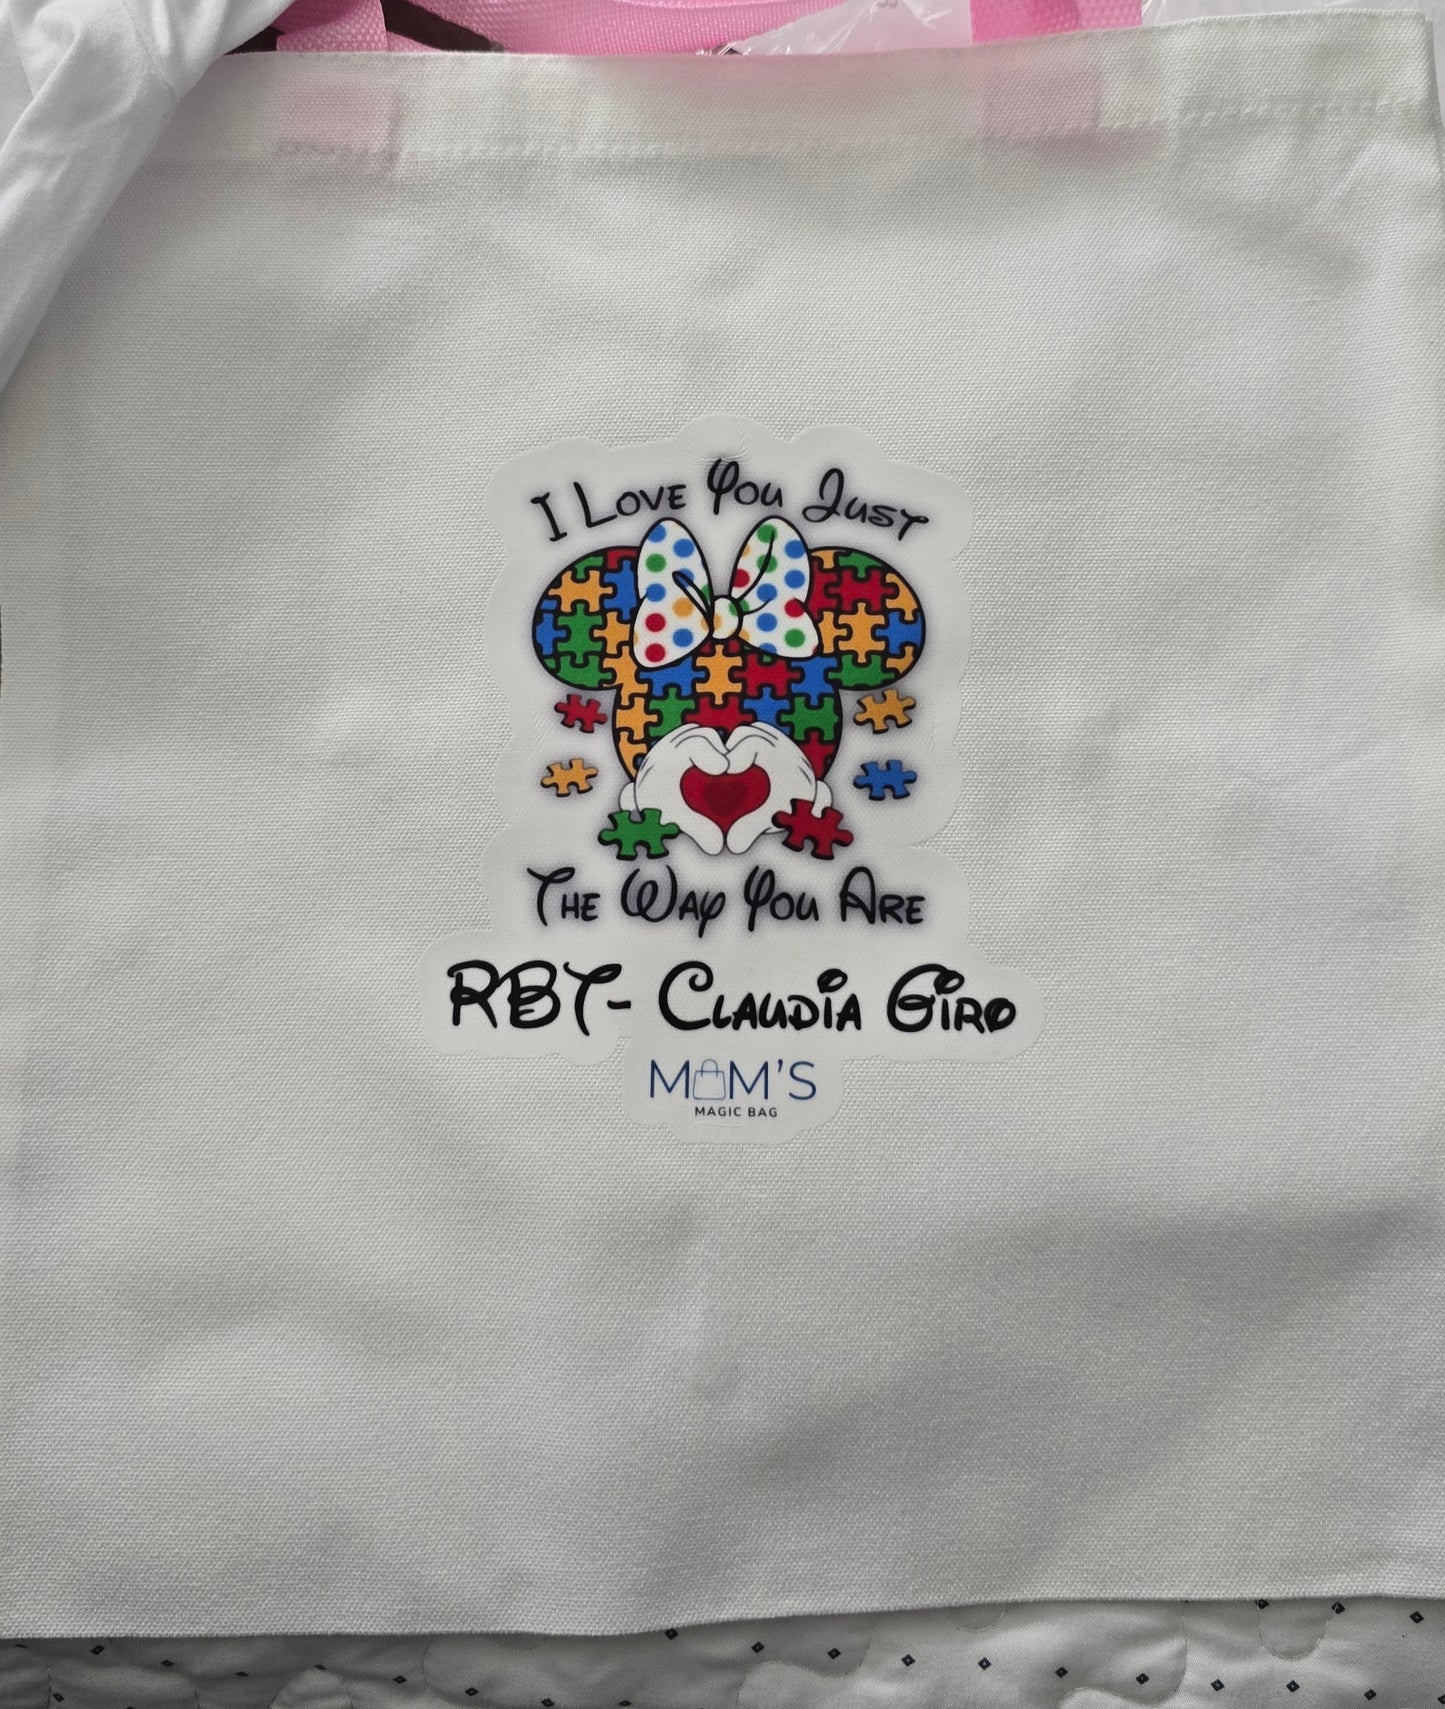 I Love You Just
The Way You Are
RBT- Claudia Giro
MOM'S
MAGIC BAG